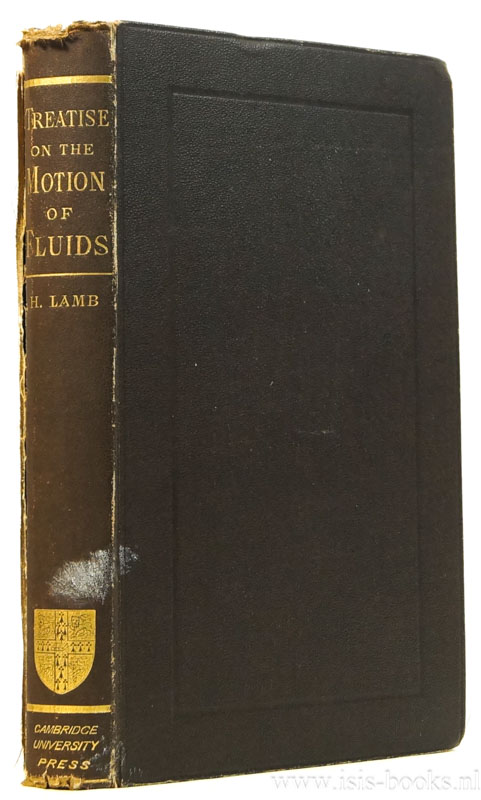 TREATISE
ON THE
MOTION
OF
FLUIDS
H. LAMB
CAMBRIDGE
UNIVERSITY
PRESS
www.isis-books.nl